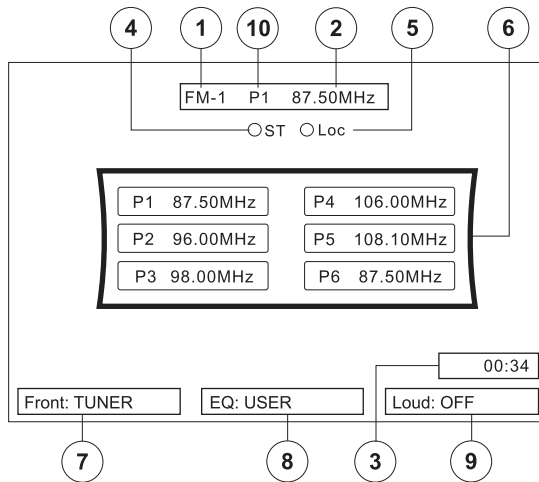 4 1 10 2 5 6
FM-1 P1 87.50MHz
ST Loc
P1 87.50MHz P4 106.00MHz
P2 96.00MHz P5 108.10MHz
P3 98.00MHz P6 87.50MHz
00:34
Front: TUNER EQ: USER Loud: OFF
7 8 3 9